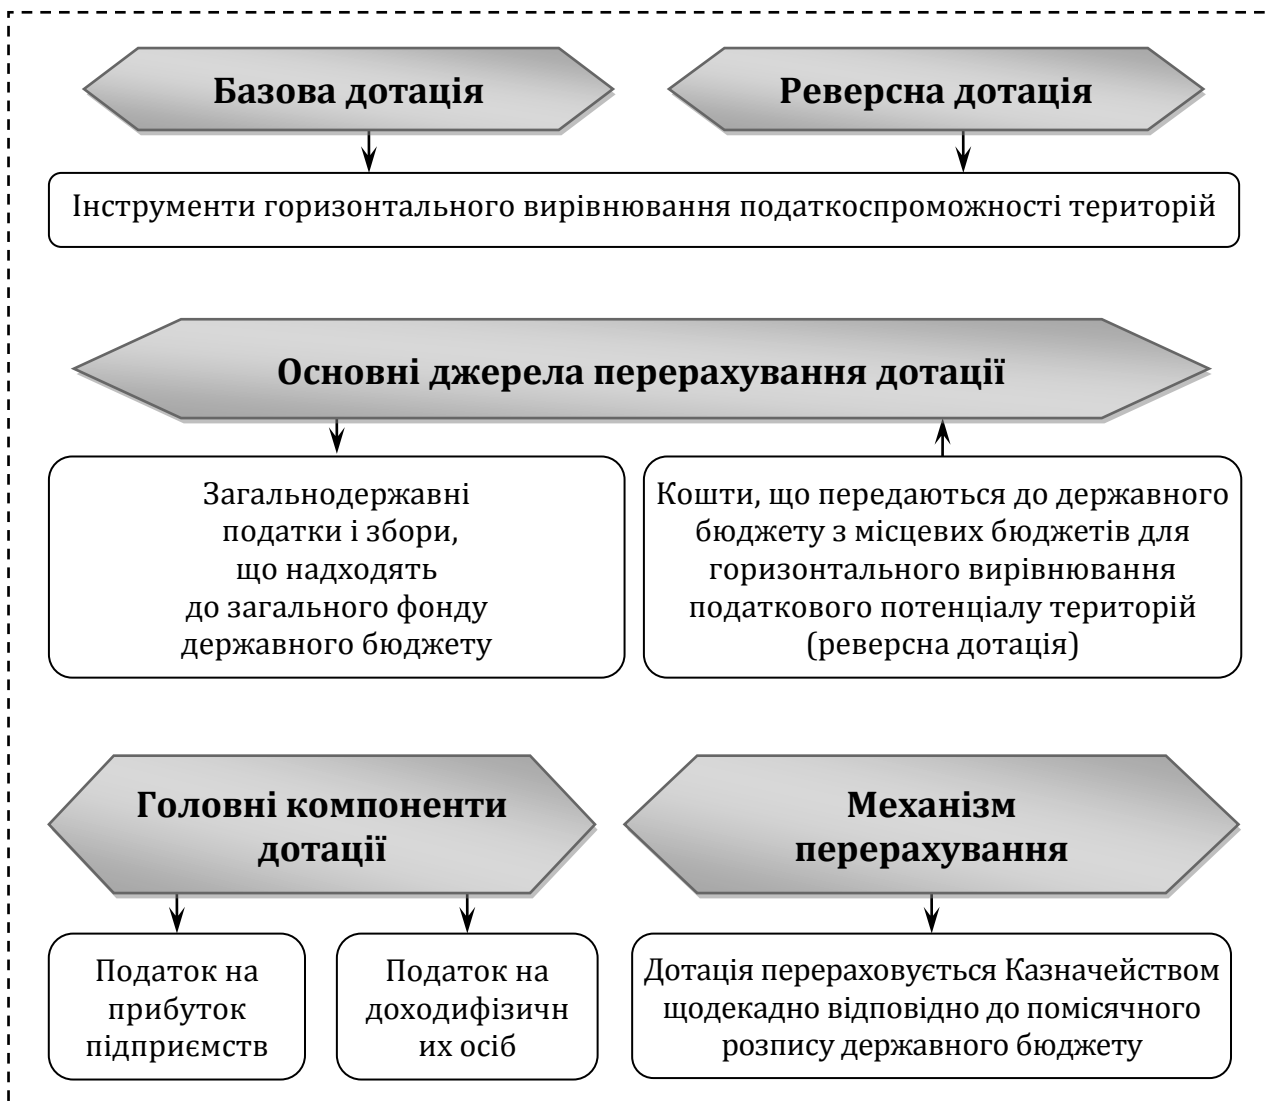 Базова дотація
Реверсна дотація
Інструменти горизонтального вирівнювання податкоспроможності територій
Основні джерела перерахування дотації
Загальнодержавні
податки і збори,
що надходять
до загального фонду
державного бюджету
Кошти, що передаються до державного
бюджету з місцевих бюджетів для
горизонтального вирівнювання
податкового потенціалу територій
(реверсна дотація)
Головні компоненти
дотації
Механізм
перерахування
Податок на
прибуток
підприємств
Податок на
доходифізичн
их осіб
Дотація перераховується Казначейством
щодекадно відповідно до помісячного
розпису державного бюджету